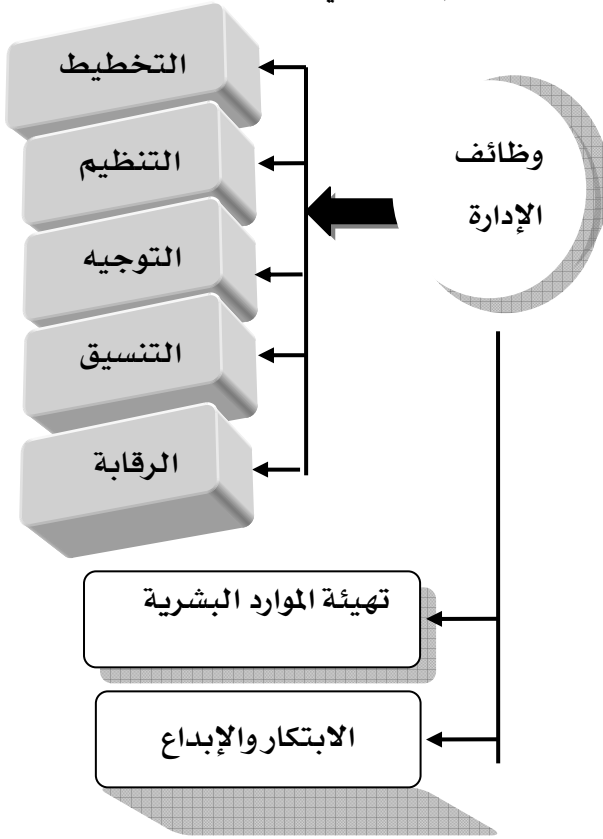 وظائف
الإدارة
التخطيط
التنظيم
التوجيه
التنسيق
الرقابة
تهيئة الموارد البشرية
الابتكار والإبداع